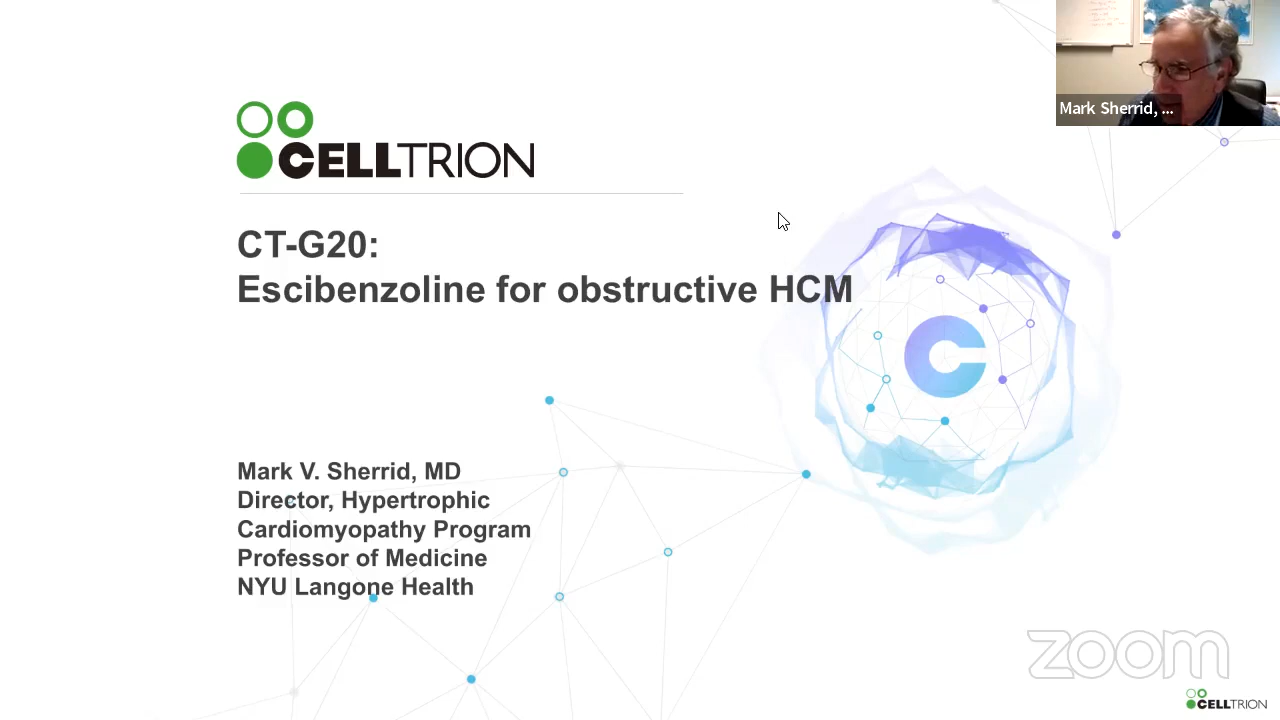 Mark Sherrid, ...
CELLTRION
CT-G20:
Escibenzoline for obstructive HCM
C
Mark V. Sherrid, MD
Director, Hypertrophic
Cardiomyopathy Program
Professor of Medicine
NYU Langone Health
zoom
CELLTRION